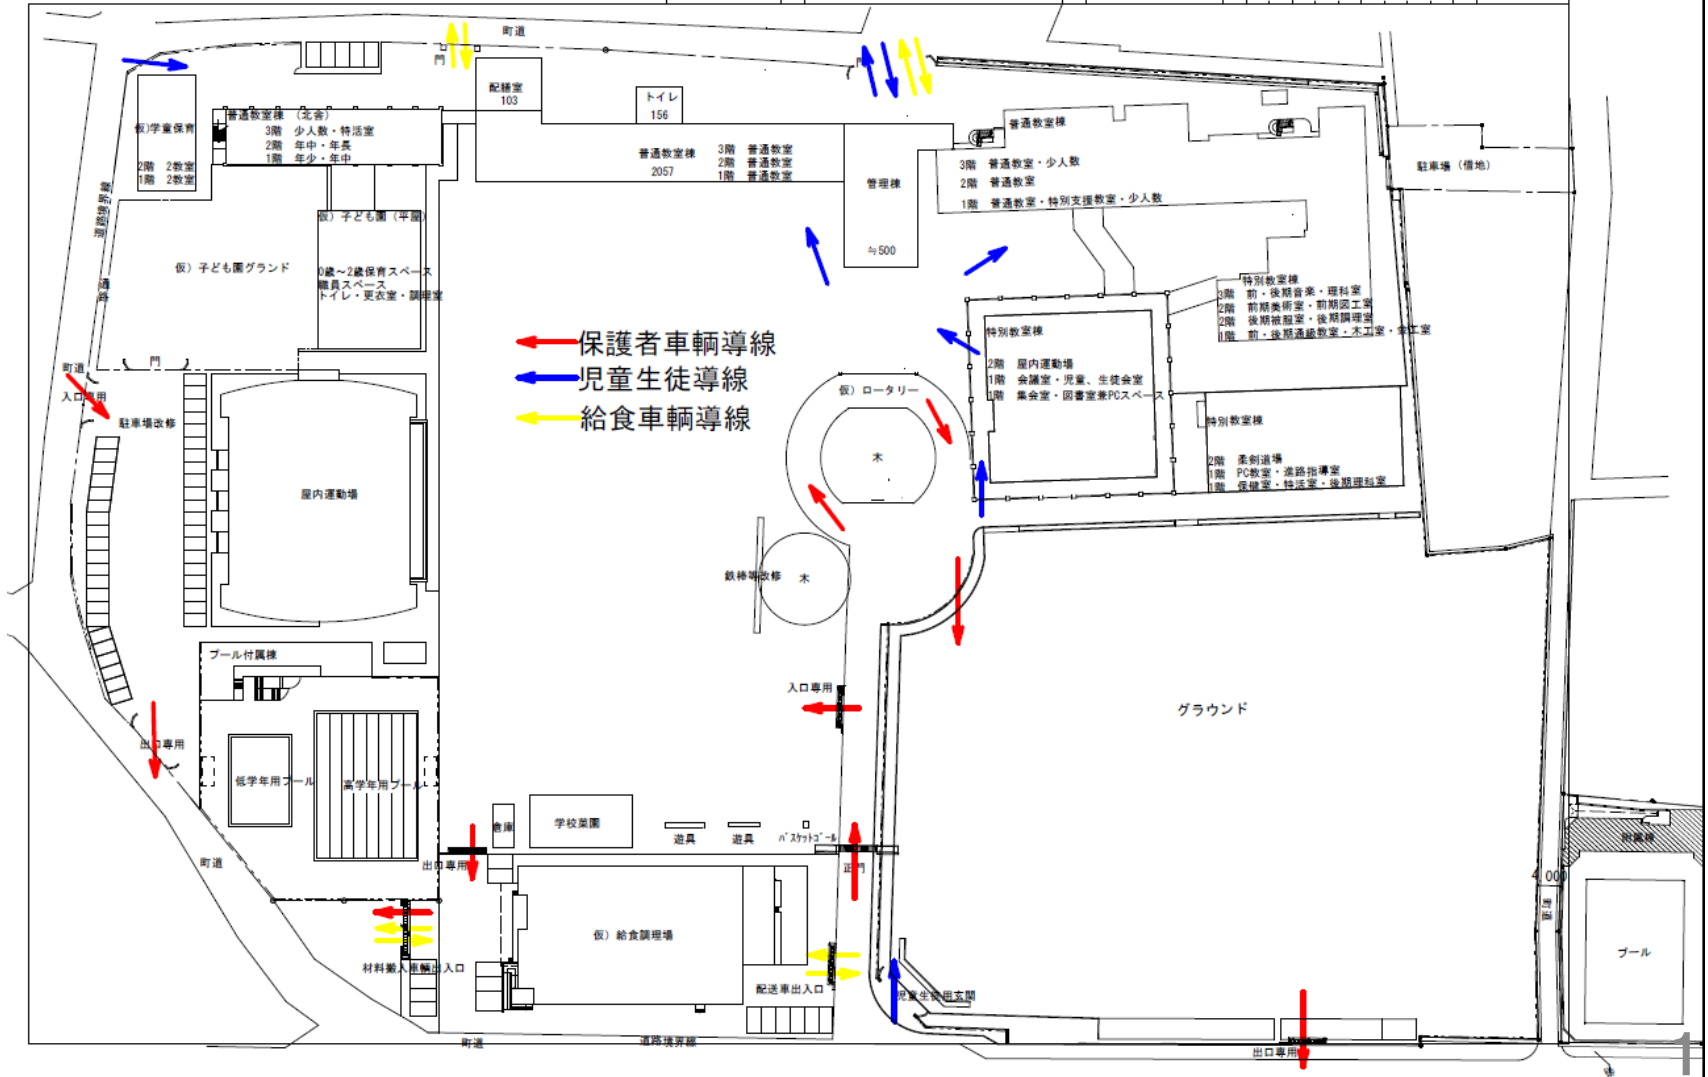 町道
門
門
配膳室
103
トイレ
156
普通教室棟 (北舎)
3階 少人数・特活室
2階 年中・年長
1階 年少・年中
仮)学童保育
2階 2教室
1階 2教室
普通教室棟
2057
3階 普通教室
2階 普通教室
1階 普通教室
管理棟
≒500
普通教室棟
3階 普通教室・少人数
2階 普通教室
1階 普通教室・特別支援教室・少人数
駐車場(借地)
道路境界線
通路
仮) 子ども園 (平屋)
0歳~2歳保育スペース
職員スペース
トイレ・更衣室・調理室
仮) 子ども園グランド
門
特別教室棟
3階 前・後期音楽・理科室
2階 前期美術室・前期図工室
2階 後期被服室・後期調理室
1階 前・後期通級教室・木工室・金工室
特別教室棟
2階 屋内運動場
1階 会議室・児童、生徒会室
1階 集会室・図書室兼PCスペース
保護者車輌導線
児童生徒導線
給食車輌導線
仮) ロータリー
木
町道
入口専用
駐車場改修
屋内運動場
特別教室棟
2階 柔剣道場
1階 PC教室・進路指導室
1階 保健室・特活室・後期理科室
鉄棒等改修
木
プール付属棟
入口専用
グラウンド
出口専用
低学年用プール
高学年用プール
倉庫
学校菜園
遊具
遊具
バスケットゴール
町道
出口専用
正門
附属棟
4,000
町道
プール
仮) 給食調理場
材料搬入車輌出入口
配送車出入口
児童生徒用玄関
町道
道路境界線
出口専用
1